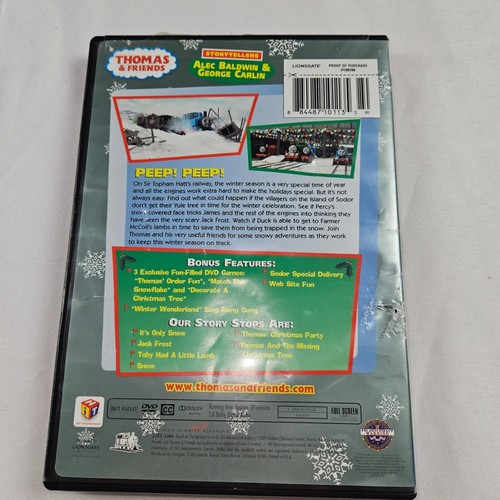 THOMAS
& FRIENDS
STORYTELLERS
ALEC BALDWIN &
GEORGE CARLIN
LIONSGATE PROOF OF PURCHASE
8 84487 10113 5
PEEP! PEEP!
On Sir Topham Hatt's railway, the winter season is a very special time of year
and all the engines work extra hard to make the holidays special. But it's not
always easy. Find out what could happen if the villagers on the Island of Sodor
don't get their Yule tree in time for the winter celebration. See if Percy's
snow covered face tricks James and the rest of the engines into thinking they
have seen the very scary Jack Frost. Watch if Duck is able to get to Farmer
McColl's lambs in time to save them from being trapped in the snow. Join
Thomas and his very useful friends for some snowy adventures as they work
to keep this winter season on track.
BONUS FEATURES:
3 Exclusive Fun-Filled DVD Games:
"Thomas' Order Fun", "Match The
Snowflake" and "Decorate A
Christmas Tree"
"Winter Wonderland" Sing-Along Song
Sodor Special Delivery
Web Site Fun
OUR STORY STOPS ARE:
It's Only Snow
Jack Frost
Toby Had A Little Lamb
Snow
Thomas' Christmas Party
Thomas And The Missing
Christmas Tree
www.thomasandfriends.com
DVD
CC
DOLBY
FULL SCREEN
LIONSGATE